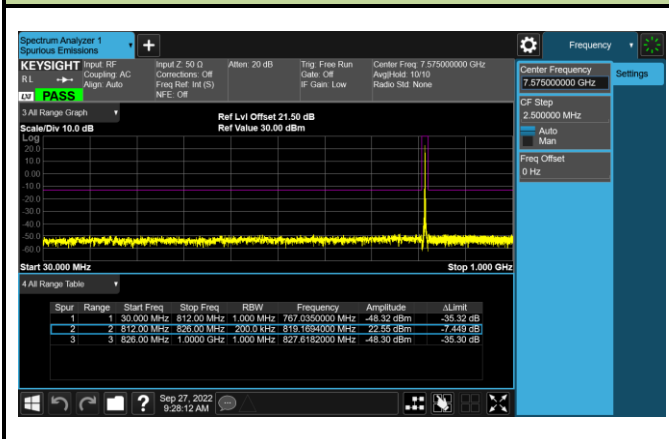 Spectrum Analyzer 1
Spurious Emissions
Frequency
KEYSIGHT Input: RF Input Z: 50 Ω Atten: 20 dB Trig: Free Run Center Freq: 7.575000000 GHz
RL Coupling: AC Corrections: Off Gate: Off Avg|Hold: 10/10
Align: Auto Freq Ref: Int (S) IF Gain: Low Radio Std: None
NFE: Off
LXI PASS
Center Frequency
7.575000000 GHz
Settings
CF Step
2.500000 MHz
Auto
Man
Freq Offset
0 Hz
3 All Range Graph
Ref Lvl Offset 21.50 dB
Scale/Div 10.0 dB Ref Value 30.00 dBm
Log
20.0
10.0
0.00
-10.0
-20.0
-30.0
-40.0
-50.0
-60.0
Start 30.000 MHz Stop 1.000 GHz
4 All Range Table
Spur Range Start Freq Stop Freq RBW Frequency Amplitude ΔLimit
1 1 30.000 MHz 812.00 MHz 1.000 MHz 767.0350000 MHz -48.32 dBm -35.32 dB
2 2 812.00 MHz 826.00 MHz 200.0 kHz 819.1694000 MHz 22.55 dBm -7.449 dB
3 3 826.00 MHz 1.0000 GHz 1.000 MHz 827.6182000 MHz -48.30 dBm -35.30 dB
? Sep 27, 2022
9:28:12 AM